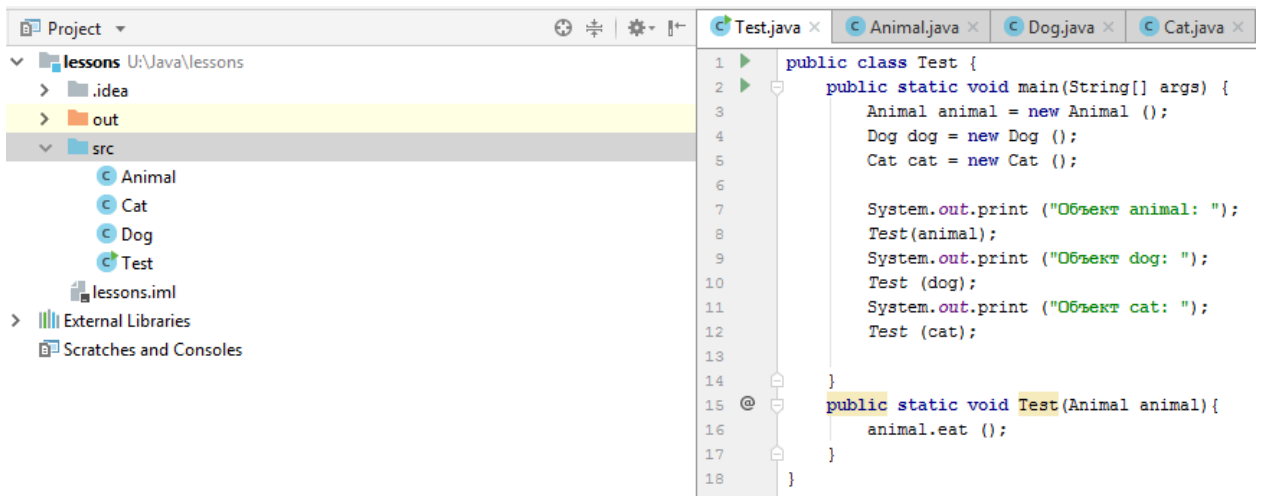 Project
lessons U:\Java\lessons
.idea
out
src
Animal
Cat
Dog
Test
lessons.iml
External Libraries
Scratches and Consoles
Test.java Animal.java Dog.java Cat.java
1 public class Test {
2 public static void main(String[] args) {
3 Animal animal = new Animal ();
4 Dog dog = new Dog ();
5 Cat cat = new Cat ();
6
7 System.out.print ("Объект animal: ");
8 Test(animal);
9 System.out.print ("Объект dog: ");
10 Test (dog);
11 System.out.print ("Объект cat: ");
12 Test (cat);
13
14 }
15 @ public static void Test(Animal animal){
16 animal.eat ();
17 }
18 }